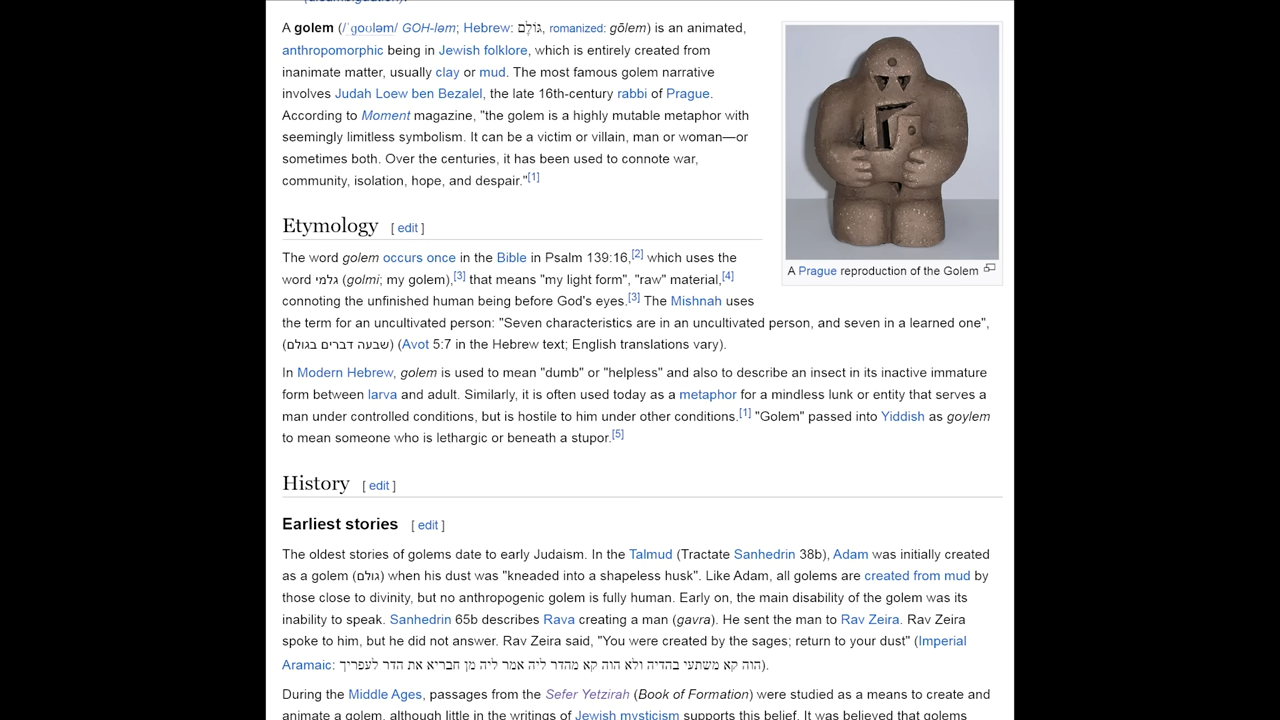 (disambiguation).
A golem (/ˈɡoʊləm/ GOH-ləm; Hebrew: גּוֹלֶם, romanized: gōlem) is an animated,
anthropomorphic being in Jewish folklore, which is entirely created from
inanimate matter, usually clay or mud. The most famous golem narrative
involves Judah Loew ben Bezalel, the late 16th-century rabbi of Prague.
According to Moment magazine, "the golem is a highly mutable metaphor with
seemingly limitless symbolism. It can be a victim or villain, man or woman—or
sometimes both. Over the centuries, it has been used to connote war,
community, isolation, hope, and despair."[1]
A Prague reproduction of the Golem
Etymology [ edit ]
The word golem occurs once in the Bible in Psalm 139:16,[2] which uses the
word גלמי (golmi; my golem),[3] that means "my light form", "raw" material,[4]
connoting the unfinished human being before God's eyes.[3] The Mishnah uses
the term for an uncultivated person: "Seven characteristics are in an uncultivated person, and seven in a learned one",
(שבעה דברים בגולם) (Avot 5:7 in the Hebrew text; English translations vary).
In Modern Hebrew, golem is used to mean "dumb" or "helpless" and also to describe an insect in its inactive immature
form between larva and adult. Similarly, it is often used today as a metaphor for a mindless lunk or entity that serves a
man under controlled conditions, but is hostile to him under other conditions.[1] "Golem" passed into Yiddish as goylem
to mean someone who is lethargic or beneath a stupor.[5]
History [ edit ]
Earliest stories [ edit ]
The oldest stories of golems date to early Judaism. In the Talmud (Tractate Sanhedrin 38b), Adam was initially created
as a golem (גולם) when his dust was "kneaded into a shapeless husk". Like Adam, all golems are created from mud by
those close to divinity, but no anthropogenic golem is fully human. Early on, the main disability of the golem was its
inability to speak. Sanhedrin 65b describes Rava creating a man (gavra). He sent the man to Rav Zeira. Rav Zeira
spoke to him, but he did not answer. Rav Zeira said, "You were created by the sages; return to your dust" (Imperial
Aramaic: הוה קא משתעי בהדיה ולא הוה קא מהדר ליה אמר ליה מן חבריא את הדר לעפריך).
During the Middle Ages, passages from the Sefer Yetzirah (Book of Formation) were studied as a means to create and
animate a golem, although little in the writings of Jewish mysticism supports this belief. It was believed that golems